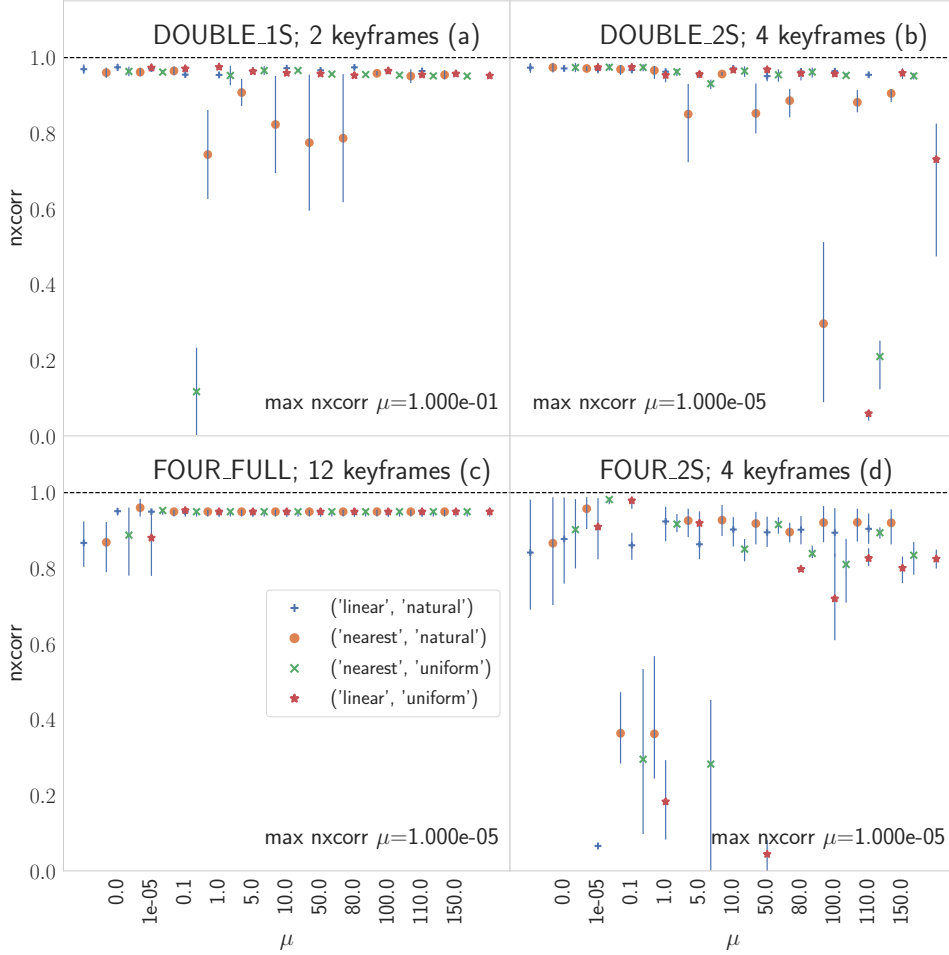 DOUBLE_1S; 2 keyframes (a)
DOUBLE_2S; 4 keyframes (b)
1.0
0.8
0.6
0.4
0.2
0.0
nxcorr
max nxcorr μ=1.000e-01
max nxcorr μ=1.000e-05
FOUR_FULL; 12 keyframes (c)
FOUR_2S; 4 keyframes (d)
1.0
0.8
0.6
0.4
0.2
0.0
nxcorr
('linear', 'natural')
('nearest', 'natural')
('nearest', 'uniform')
('linear', 'uniform')
max nxcorr μ=1.000e-05
max nxcorr μ=1.000e-05
0.0
1e-05
0.1
1.0
5.0
10.0
50.0
80.0
100.0
110.0
150.0
0.0
1e-05
0.1
1.0
5.0
10.0
50.0
80.0
100.0
110.0
150.0
μ
μ